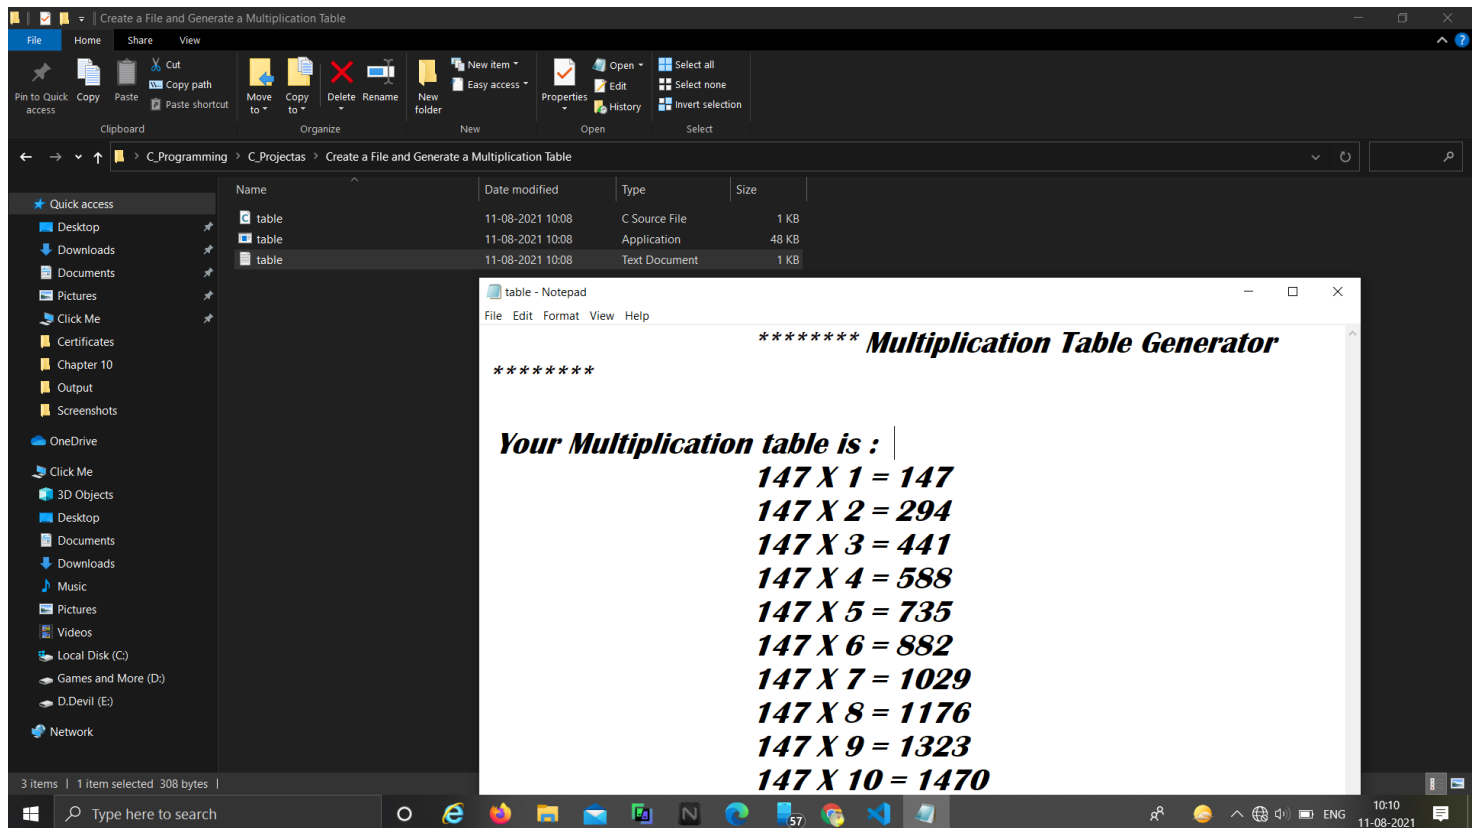 Create a File and Generate a Multiplication Table
File Home Share View
Pin to Quick access
Copy
Paste
Cut
Copy path
Paste shortcut
Clipboard
Move to
Copy to
Delete
Rename
Organize
New folder
New item
Easy access
New
Properties
Open
Edit
History
Open
Select all
Select none
Invert selection
Select
C_Programming > C_Projectas > Create a File and Generate a Multiplication Table
Name Date modified Type Size
table 11-08-2021 10:08 C Source File 1 KB
table 11-08-2021 10:08 Application 48 KB
table 11-08-2021 10:08 Text Document 1 KB
Quick access
Desktop
Downloads
Documents
Pictures
Click Me
Certificates
Chapter 10
Output
Screenshots
OneDrive
Click Me
3D Objects
Desktop
Documents
Downloads
Music
Pictures
Videos
Local Disk (C:)
Games and More (D:)
D.Devil (E:)
Network
table - Notepad
File Edit Format View Help
******** Multiplication Table Generator
********
Your Multiplication table is :
147 X 1 = 147
147 X 2 = 294
147 X 3 = 441
147 X 4 = 588
147 X 5 = 735
147 X 6 = 882
147 X 7 = 1029
147 X 8 = 1176
147 X 9 = 1323
147 X 10 = 1470
3 items | 1 item selected 308 bytes |
Type here to search
57
ENG
10:10
11-08-2021